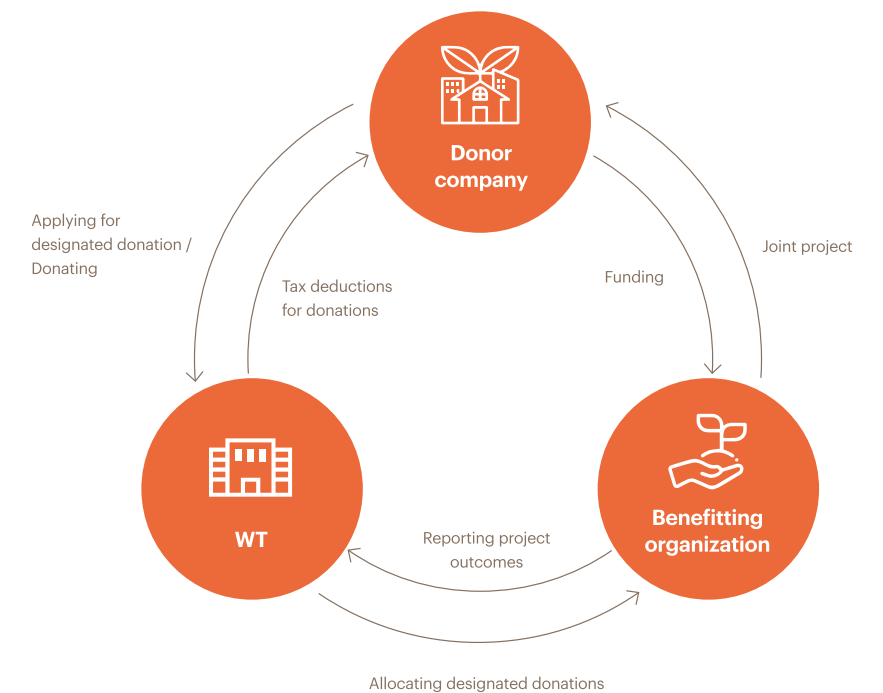 Donor
company
Applying for
designated donation /
Donating
Tax deductions
for donations
Funding
Joint project
WT
Reporting project
outcomes
Benefitting
organization
Allocating designated donations